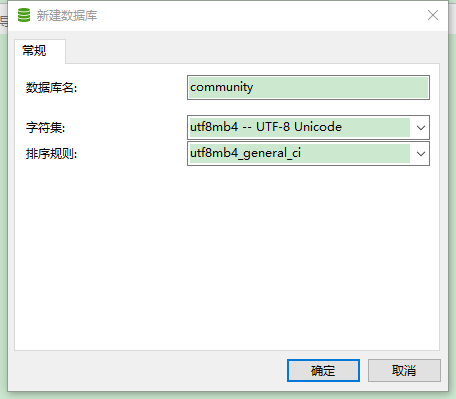 新建数据库
常规
数据库名: community
字符集: utf8mb4 -- UTF-8 Unicode
排序规则: utf8mb4_general_ci
确定 取消